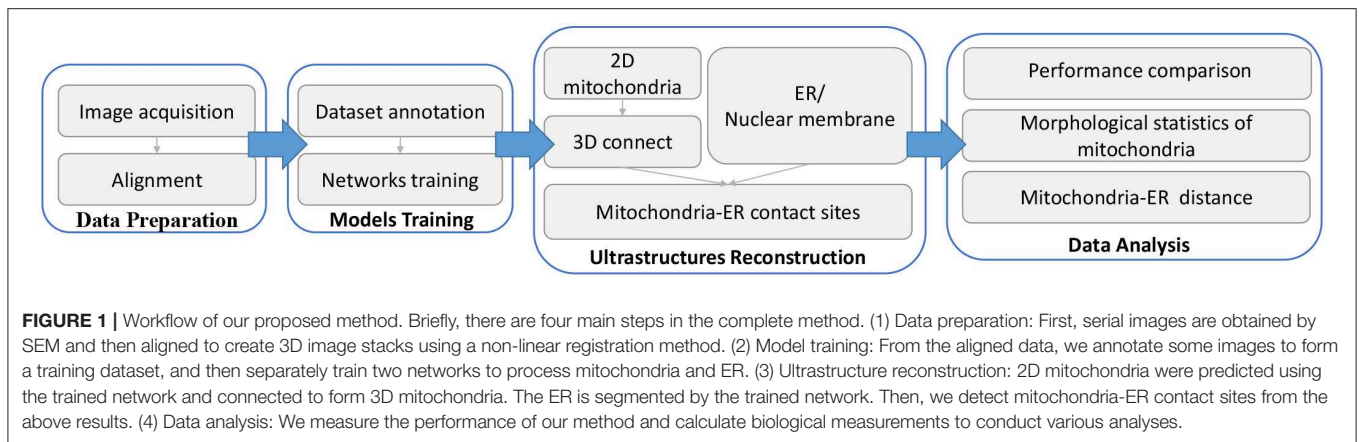 Image acquisition
Alignment
Data Preparation
Dataset annotation
Networks training
Models Training
2D
mitochondria
3D connect
ER/
Nuclear membrane
Mitochondria-ER contact sites
Ultrastructures Reconstruction
Performance comparison
Morphological statistics of
mitochondria
Mitochondria-ER distance
Data Analysis
FIGURE 1 | Workflow of our proposed method. Briefly, there are four main steps in the complete method. (1) Data preparation: First, serial images are obtained by
SEM and then aligned to create 3D image stacks using a non-linear registration method. (2) Model training: From the aligned data, we annotate some images to form
a training dataset, and then separately train two networks to process mitochondria and ER. (3) Ultrastructure reconstruction: 2D mitochondria were predicted using
the trained network and connected to form 3D mitochondria. The ER is segmented by the trained network. Then, we detect mitochondria-ER contact sites from the
above results. (4) Data analysis: We measure the performance of our method and calculate biological measurements to conduct various analyses.